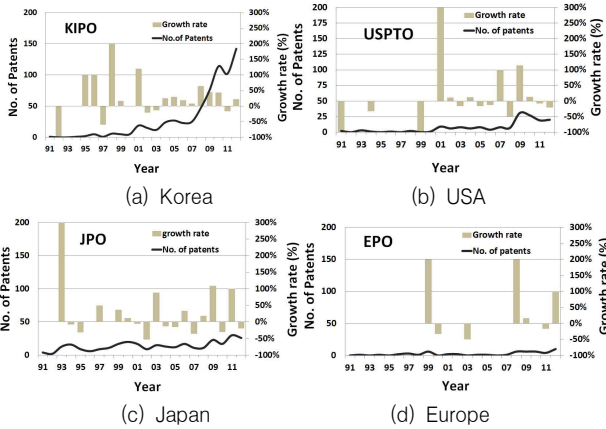 KIPO
Growth rate
No.of Patents
No. of Patents
200
150
100
50
0
300%
250%
200%
150%
100%
50%
0%
-50%
-100%
Growth rate (%)
91 93 95 97 99 01 03 05 07 09 11
Year
(a) Korea
USPTO
Growth rate
No. of patents
No. of Patents
200
175
150
125
100
75
50
25
0
300%
250%
200%
150%
100%
50%
0%
-50%
-100%
Growth rate (%)
91 93 95 97 99 01 03 05 07 09 11
Year
(b) USA
JPO
growth rate
No. of patents
No. of Patents
200
150
100
50
0
300%
250%
200%
150%
100%
50%
0%
-50%
-100%
Growth rate (%)
91 93 95 97 99 01 03 05 07 09 11
Year
(c) Japan
EPO
Growth rate
No. of patents
No. of Patents
200
150
100
50
0
300%
250%
200%
150%
100%
50%
0%
-50%
-100%
Growth rate (%)
91 93 95 97 99 01 03 05 07 09 11
Year
(d) Europe